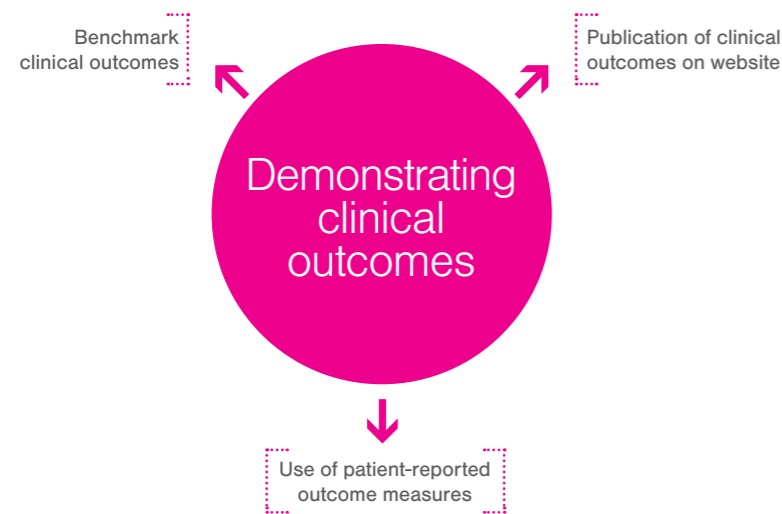 Benchmark
clinical outcomes
Publication of clinical
outcomes on website
Demonstrating
clinical
outcomes
Use of patient-reported
outcome measures